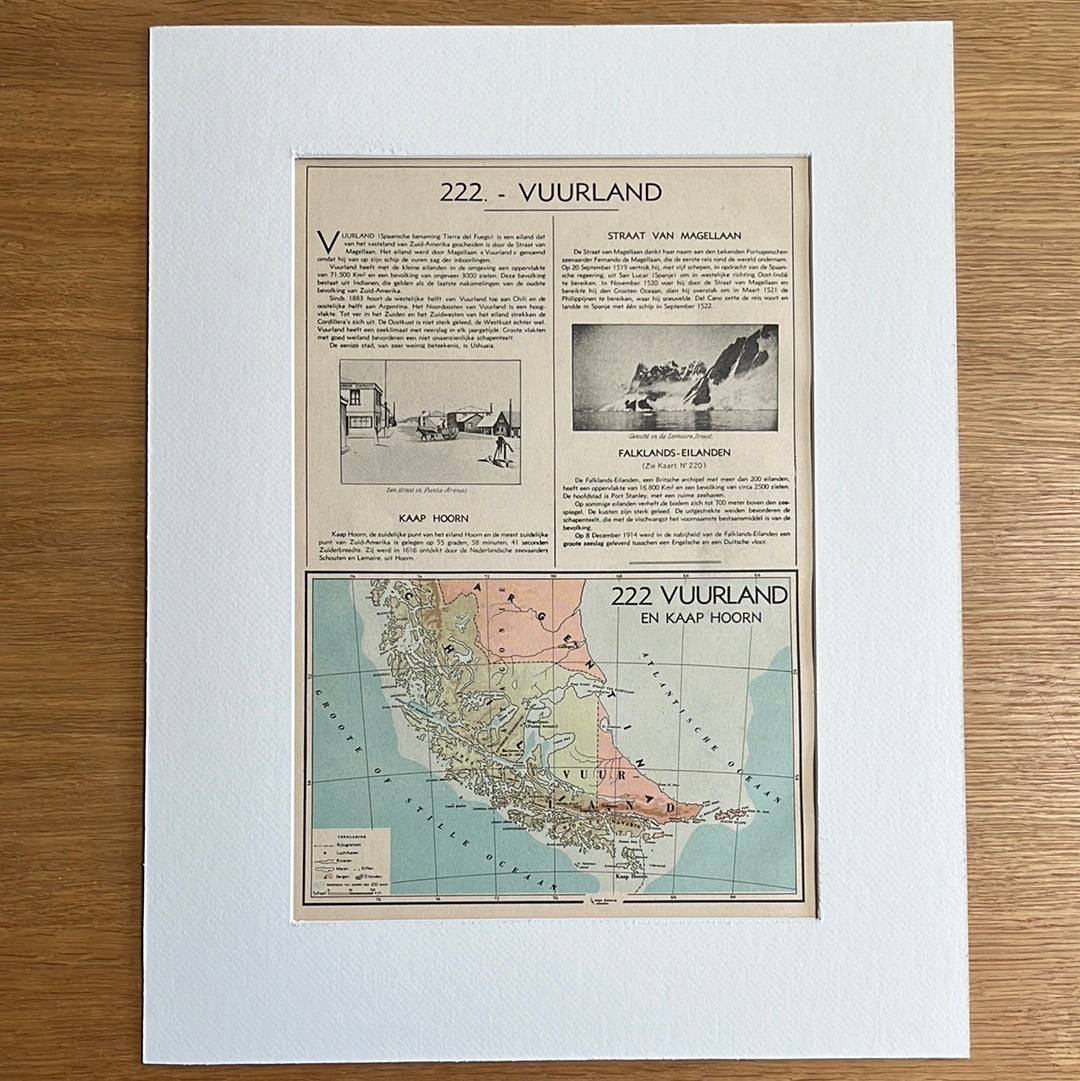 222. - VUURLAND
VUURLAND (Spaansche benaming Tierra del Fuego) is een eiland dat
van het vasteland van Zuid-Amerika gescheiden is door de Straat van
Magellaan. Het eiland werd door Magellaan « Vuurland » genoemd
omdat hij van op zijn schip de vuren zag der inboorlingen.
Vuurland heeft met de kleine eilanden in de omgeving een oppervlakte
van 71.500 Km² en een bevolking van ongeveer 3000 zielen. Deze bevolking
bestaat uit Indianen, die gelden als de laatste nakomelingen van de oudste
bevolking van Zuid-Amerika.
Sinds 1883 hoort de westelijke helft van Vuurland toe aan Chili en de
oostelijke helft aan Argentina. Het Noordoosten van Vuurland is een hoog-
vlakte. Tot ver in het Zuiden en het Zuidwesten van het eiland strekken de
Cordillera's zich uit. De Oostkust is niet sterk geleed, de Westkust echter wel.
Vuurland heeft een zeeklimaat met neerslag in elk jaargetijde. Groote vlakten
met goed weiland bevorderen een niet onaanzienlijke schapenteelt.
De eenige stad, van zeer weinig beteekenis, is Ushuaia.
Een straat in Punta-Arenas
KAAP HOORN
Kaap Hoorn, de zuidelijke punt van het eiland Hoorn en de meest zuidelijke
punt van Zuid-Amerika is gelegen op 55 graden, 58 minuten, 41 seconden
Zuiderbreedte. Zij werd in 1616 ontdekt door de Nederlandsche zeevaarders
Schouten en Lemaire, uit Hoorn.
STRAAT VAN MAGELLAAN
De Straat van Magellaan dankt haar naam aan den bekenden Portugeeschen
zeevaarder Fernando de Magellaan, die de eerste reis rond de wereld ondernam.
Op 20 September 1519 vertrok hij, met vijf schepen, in opdracht van de Spaan-
sche regeering, uit San Lucar (Spanje) om in westelijke richting Oost-Indië
te bereiken. In November 1520 voer hij door de Straat van Magellaan en
bereikte hij den Grooten Oceaan, dien hij overstak om in Maart 1521 de
Philippijnen te bereiken, waar hij sneuvelde. Del Cano zette de reis voort en
landde in Spanje met één schip in September 1522.
Gezicht in de Lemaire Straat.
FALKLANDS-EILANDEN
(Zie Kaart Nr 220)
De Falklands-Eilanden, een Britsche archipel met meer dan 200 eilanden,
heeft een oppervlakte van 16.800 Km² en een bevolking van circa 2500 zielen.
De hoofdstad is Port Stanley, met een ruime zeehaven.
Op sommige eilanden verheft de bodem zich tot 700 meter boven den zee-
spiegel. De kusten zijn sterk geleed. De uitgestrekte weiden bevorderen de
schapenteelt, die met de vischvangst het voornaamste bestaansmiddel is van de
bevolking.
Op 8 December 1914 werd in de nabijheid van de Falklands-Eilanden een
groote zeeslag geleverd tusschen een Engelsche en een Duitsche vloot.
222 VUURLAND
EN KAAP HOORN
ARGENTINA
CHILI
VUUR-
LAND
ATLANTISCHE OCEAAN
GROOTE OF STILLE OCEAAN
Kaap Hoorn
VERKLARING
Rijksgrenzen
Luchthaven
Rivieren
Meren
Riffen
Bergen
Eilanden
Schaal
76
74
72
70
68
66
64